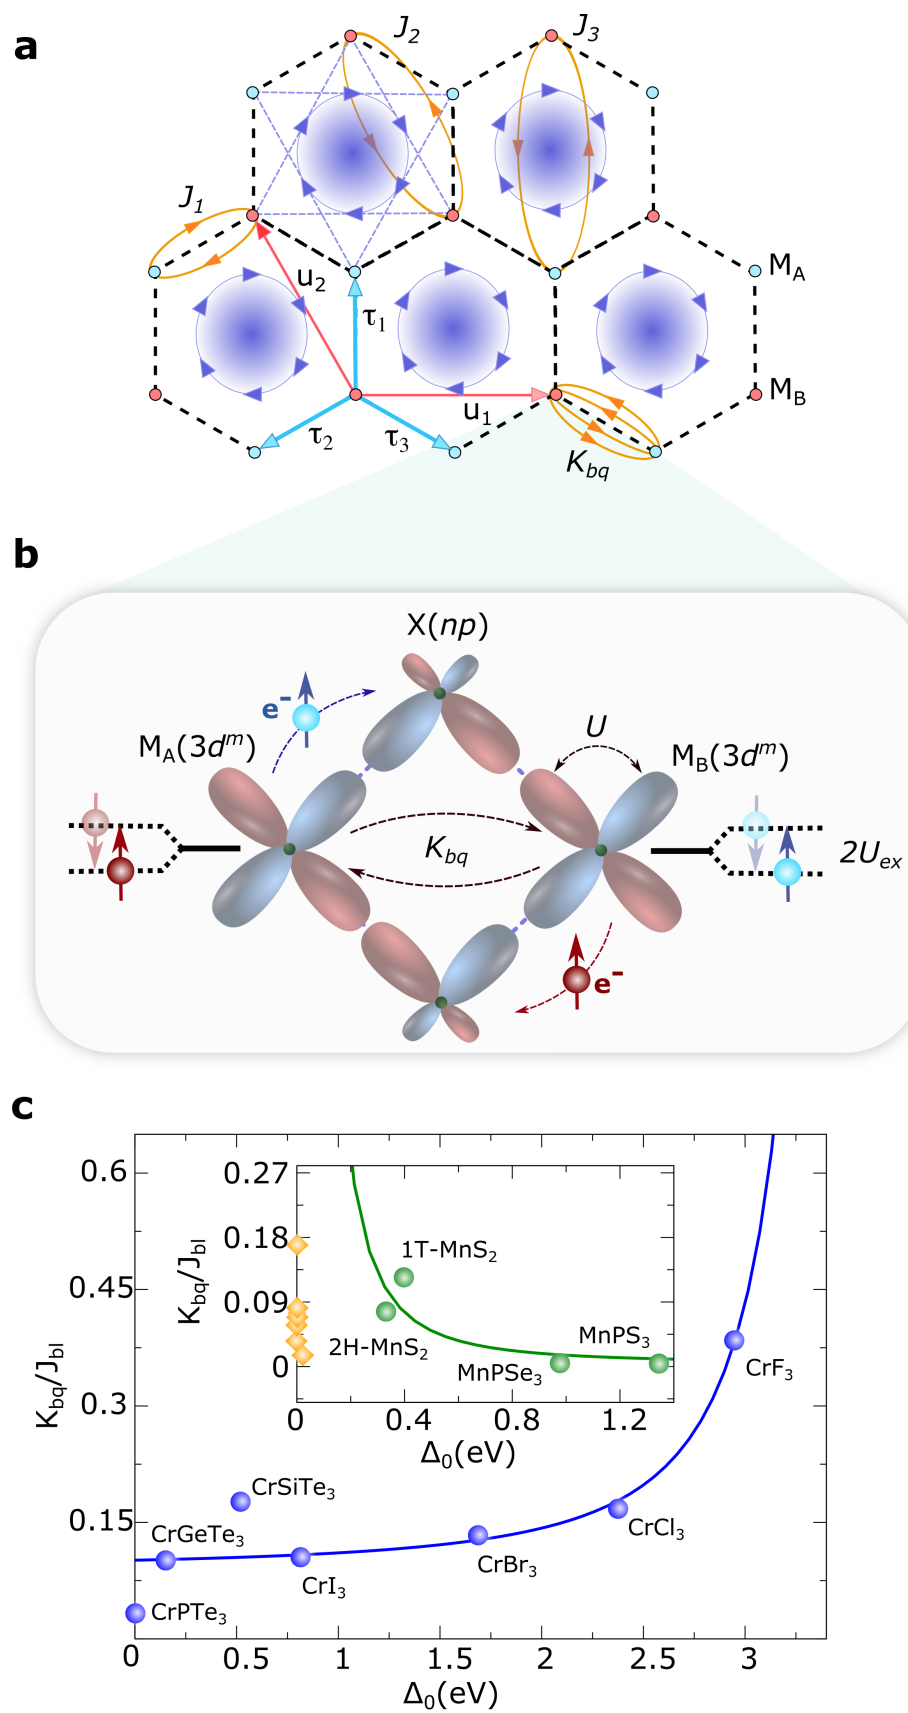 a
J2
J3
J1
u2
τ1
MA
MB
u1
τ2
τ3
Kbq
b
X(np)
e-
U
MA(3dm)
MB(3dm)
Kbq
2Uex
e-
c
Kbq/Jbl
0.6
0.45
0.3
0.15
0
0.5
1
1.5
2
2.5
3
Δ0(eV)
CrPTe3
CrGeTe3
CrSiTe3
CrI3
CrBr3
CrCl3
CrF3
Kbq/Jbl
0.27
0.18
0.09
0
0
0.4
0.8
1.2
Δ0(eV)
1T-MnS2
2H-MnS2
MnPSe3
MnPS3